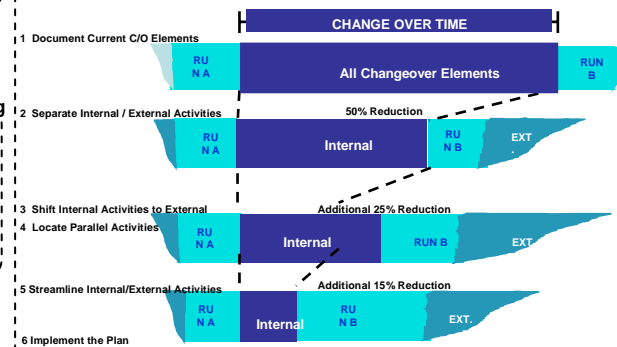 CHANGE OVER TIME
1 Document Current C/O Elements
RU
N A
All Changeover Elements
RUN
B
2 Separate Internal / External Activities
50% Reduction
RU
N A
Internal
RU
N B
EXT
.
3 Shift Internal Activities to External
Additional 25% Reduction
4 Locate Parallel Activities
RU
N A
Internal
RUN B
EXT
5 Streamline Internal/External Activities
Additional 15% Reduction
RU
N A
Internal
RU
N B
EXT.
6 Implement the Plan